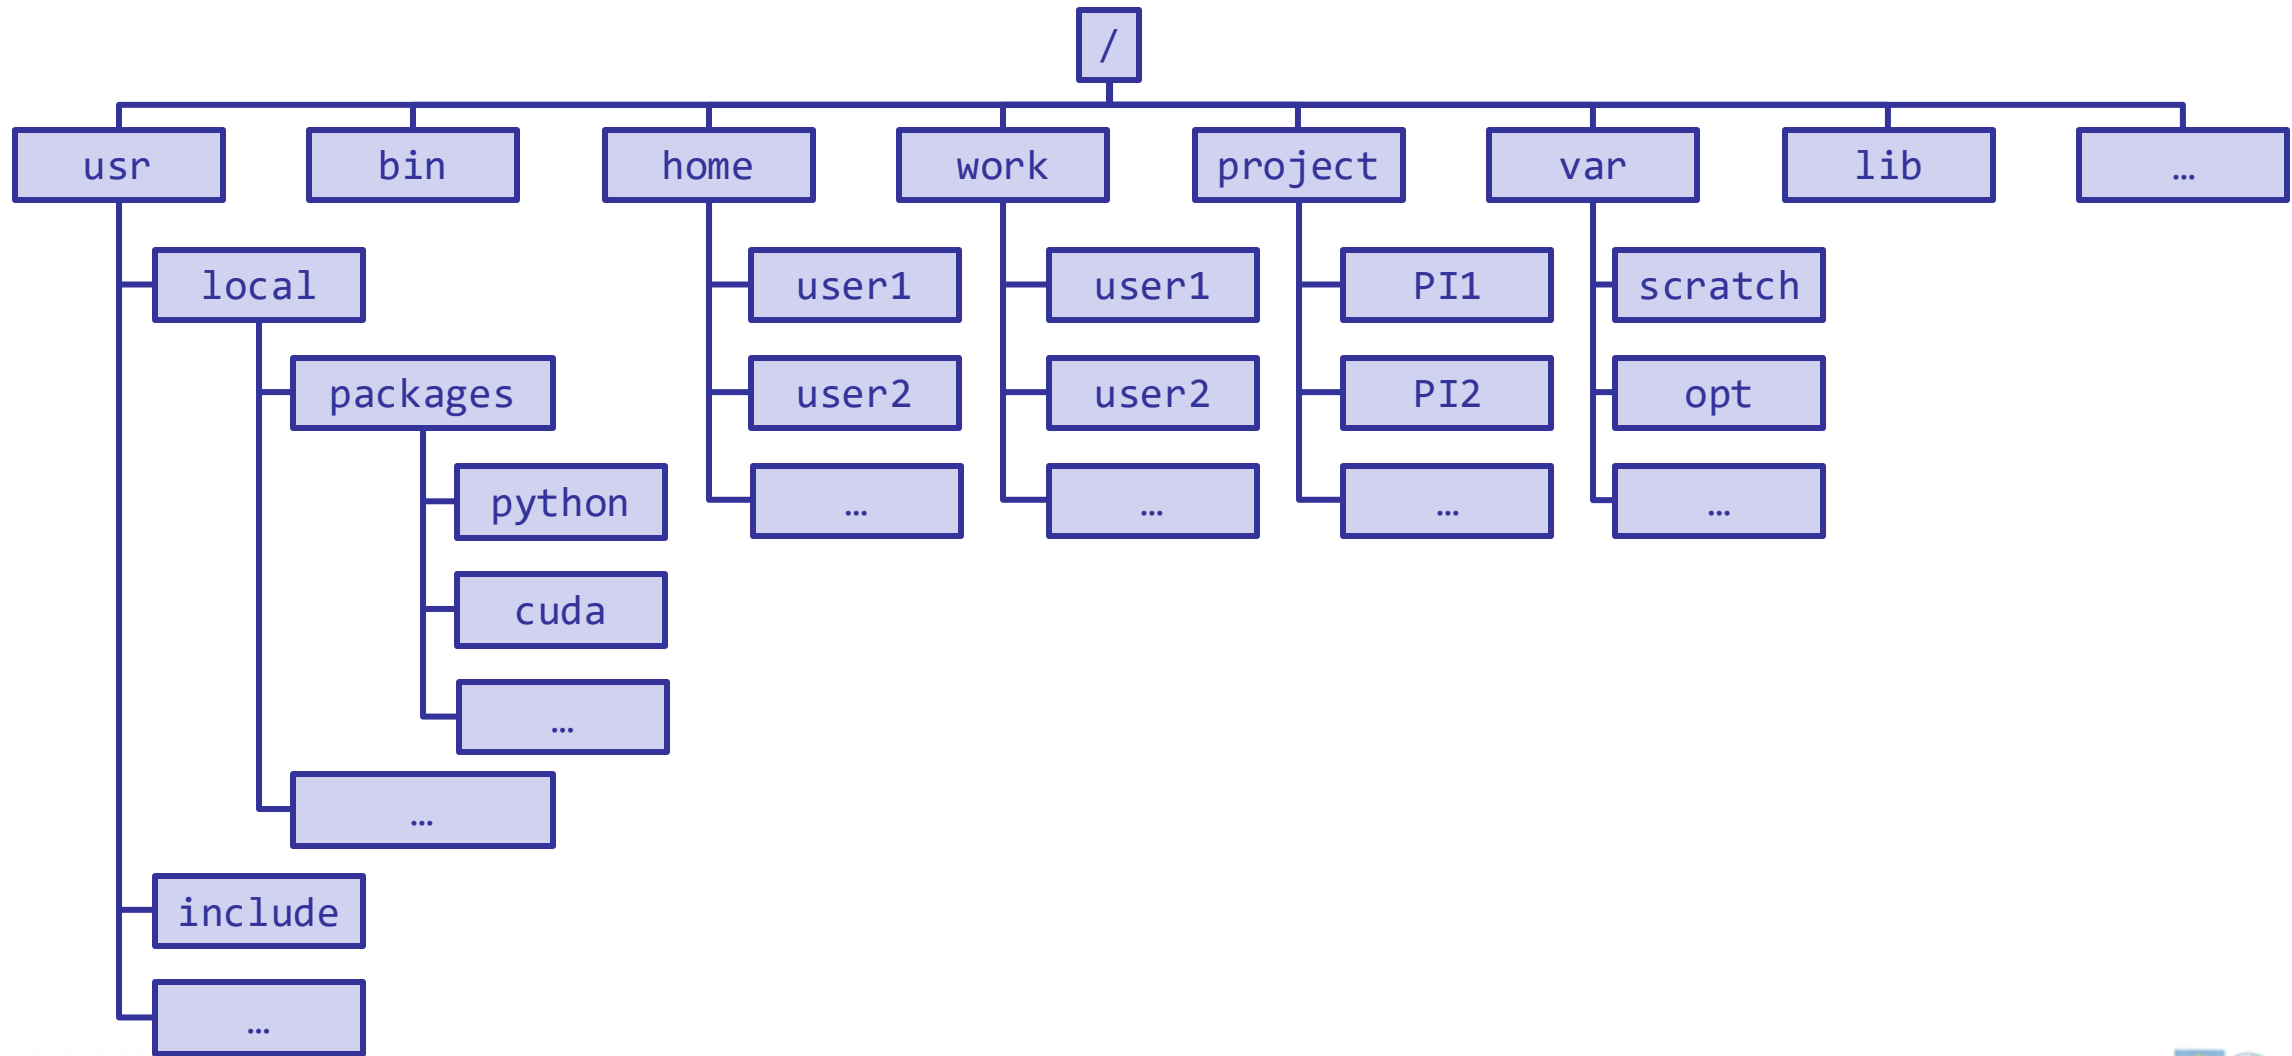 /
usr bin home work project var lib …
local user1 user1 PI1 scratch
packages user2 user2 PI2 opt
python … … … …
cuda
…
…
include
…